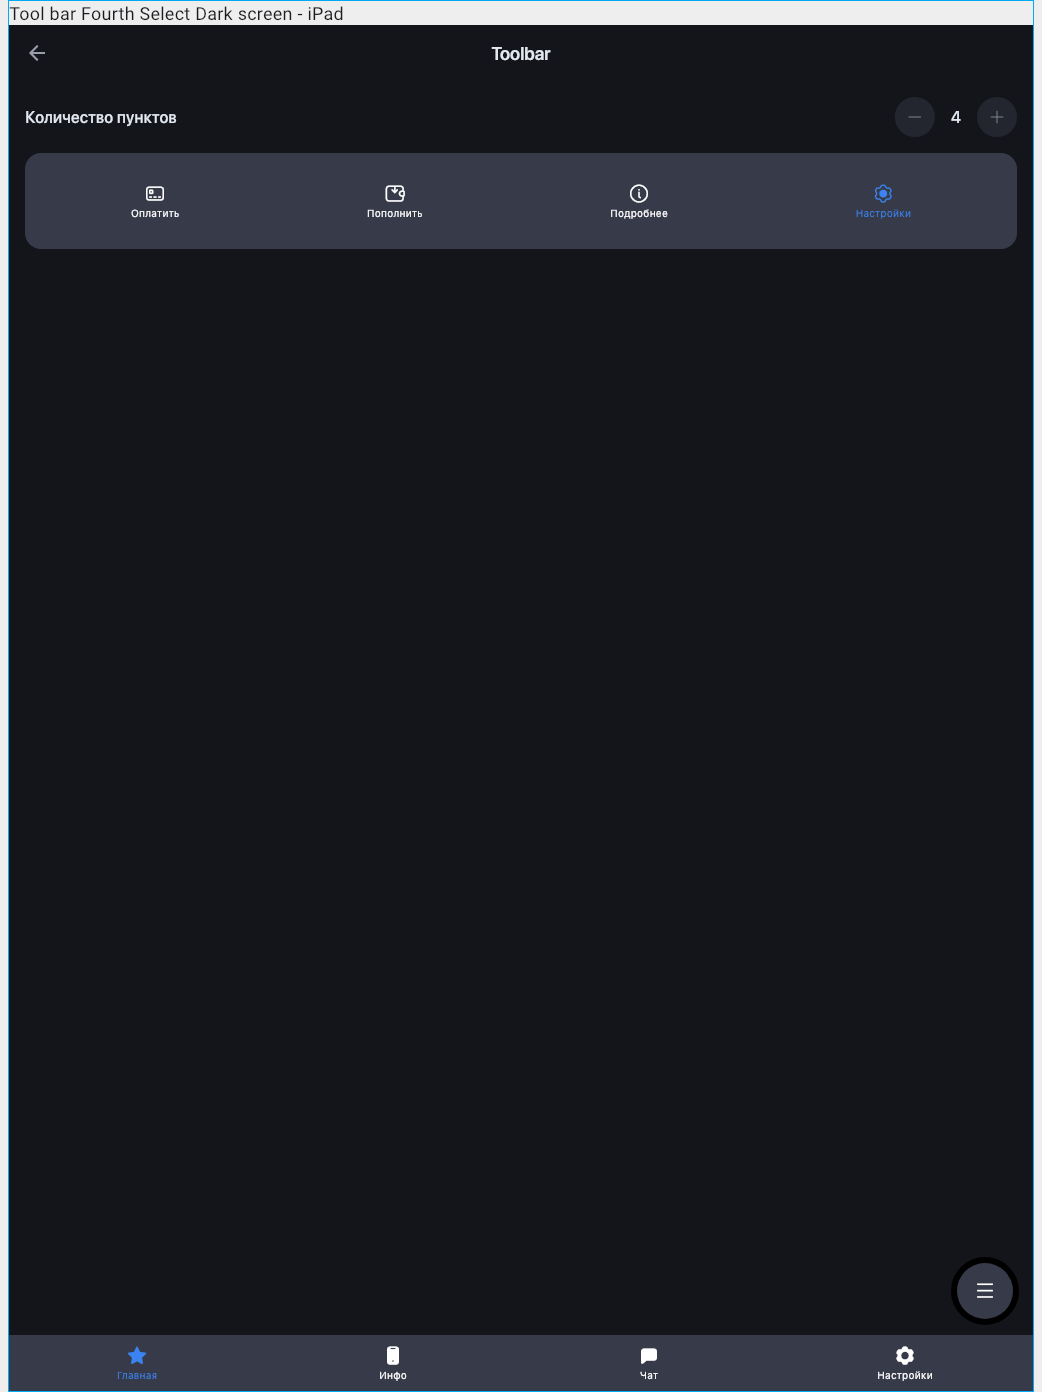 Tool bar Fourth Select Dark screen - iPad
Toolbar
Количество пунктов
4
Оплатить Пополнить Подробнее Настройки
Главная Инфо Чат Настройки